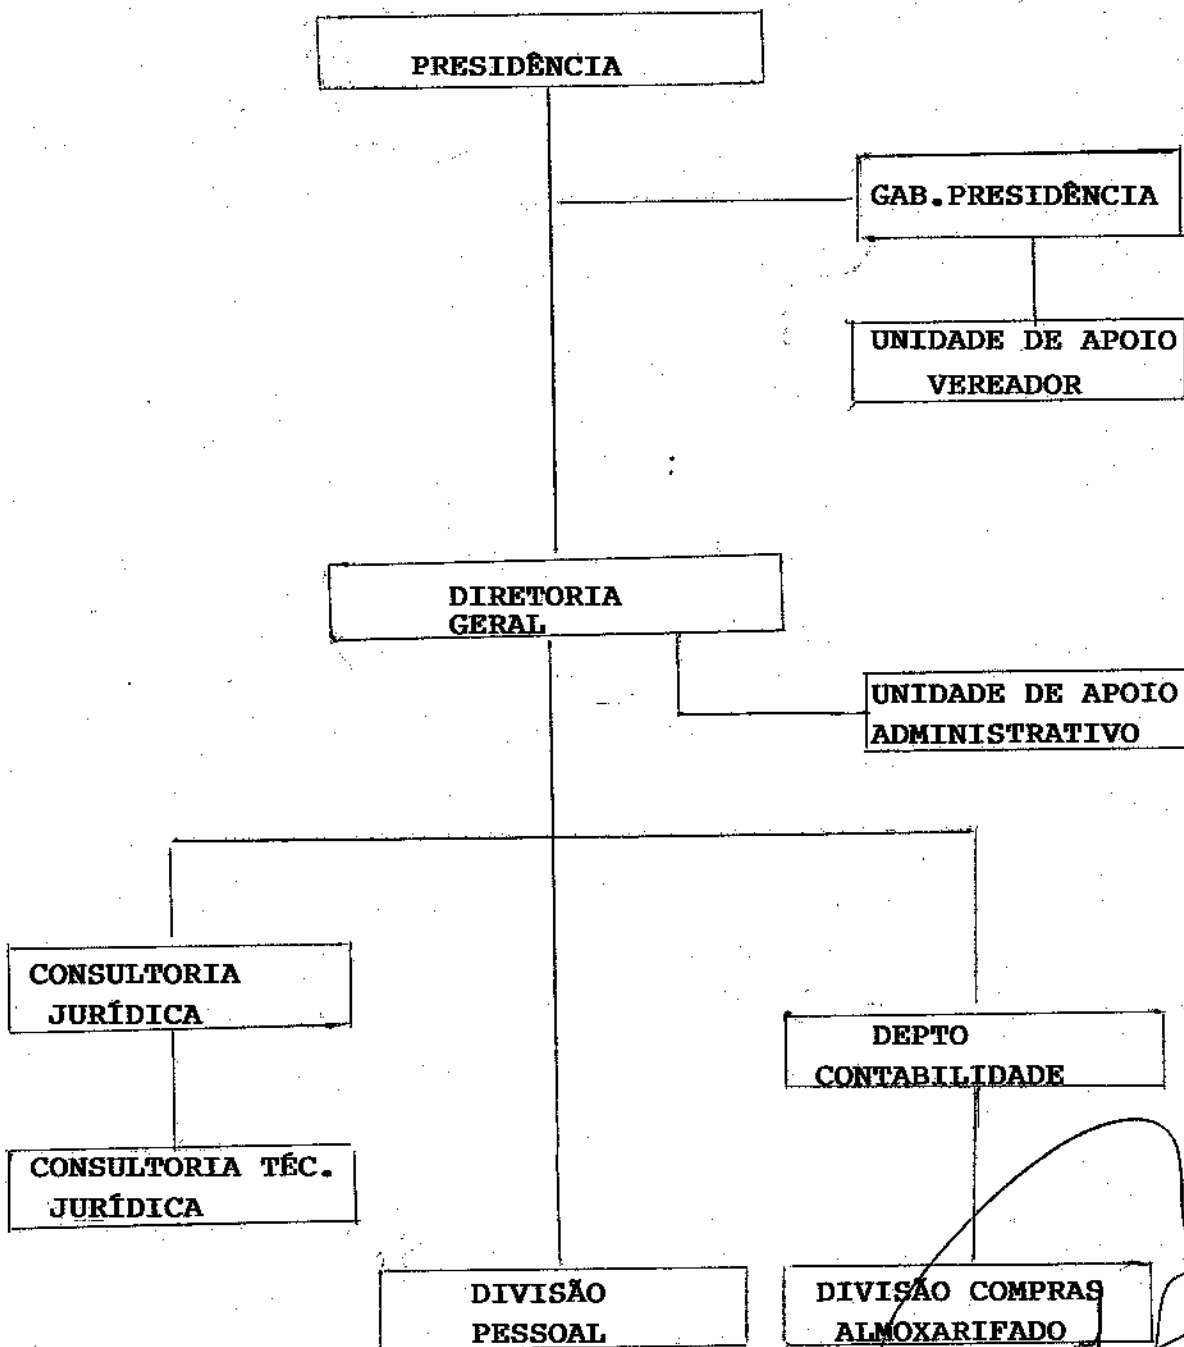 PRESIDÊNCIA
GAB.PRESIDÊNCIA
UNIDADE DE APOIO
VEREADOR
DIRETORIA
GERAL
UNIDADE DE APOIO
ADMINISTRATIVO
CONSULTORIA
JURÍDICA
DEPTO
CONTABILIDADE
CONSULTORIA TÉC.
JURÍDICA
DIVISÃO
PESSOAL
DIVISÃO COMPRAS
ALMOXARIFADO